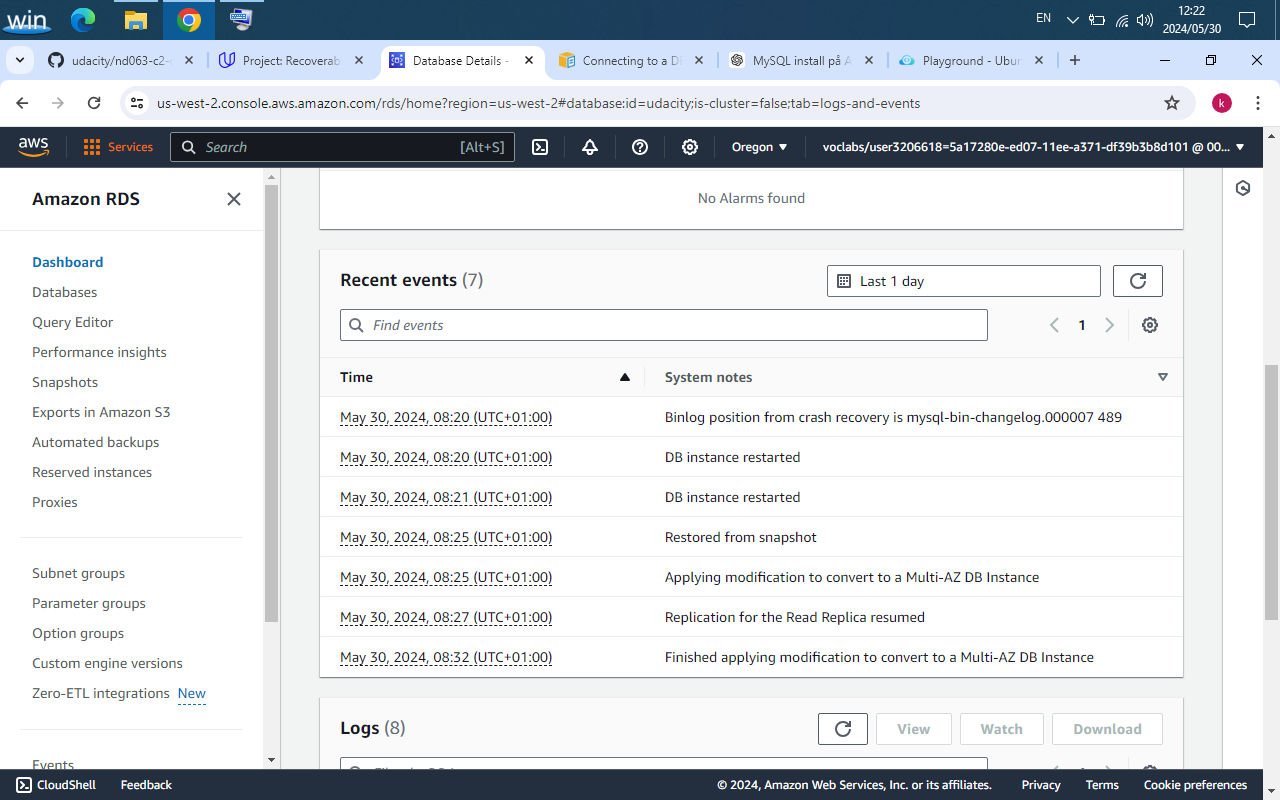 win
EN
12:22
2024/05/30
udacity/nd063-c2-
Project: Recoverab
Database Details -
Connecting to a D
MySQL install på A
Playground - Ubun
us-west-2.console.aws.amazon.com/rds/home?region=us-west-2#database:id=udacity;is-cluster=false;tab=logs-and-events
k
aws
Services
Search [Alt+S]
Oregon
voclabs/user3206618=5a17280e-ed07-11ee-a371-df39b3b8d101 @ 00...
Amazon RDS
Dashboard
Databases
Query Editor
Performance insights
Snapshots
Exports in Amazon S3
Automated backups
Reserved instances
Proxies
Subnet groups
Parameter groups
Option groups
Custom engine versions
Zero-ETL integrations New
Events
No Alarms found
Recent events (7)
Last 1 day
Find events
1
Time System notes
May 30, 2024, 08:20 (UTC+01:00) Binlog position from crash recovery is mysql-bin-changelog.000007 489
May 30, 2024, 08:20 (UTC+01:00) DB instance restarted
May 30, 2024, 08:21 (UTC+01:00) DB instance restarted
May 30, 2024, 08:25 (UTC+01:00) Restored from snapshot
May 30, 2024, 08:25 (UTC+01:00) Applying modification to convert to a Multi-AZ DB Instance
May 30, 2024, 08:27 (UTC+01:00) Replication for the Read Replica resumed
May 30, 2024, 08:32 (UTC+01:00) Finished applying modification to convert to a Multi-AZ DB Instance
Logs (8)
View
Watch
Download
CloudShell
Feedback
© 2024, Amazon Web Services, Inc. or its affiliates.
Privacy
Terms
Cookie preferences